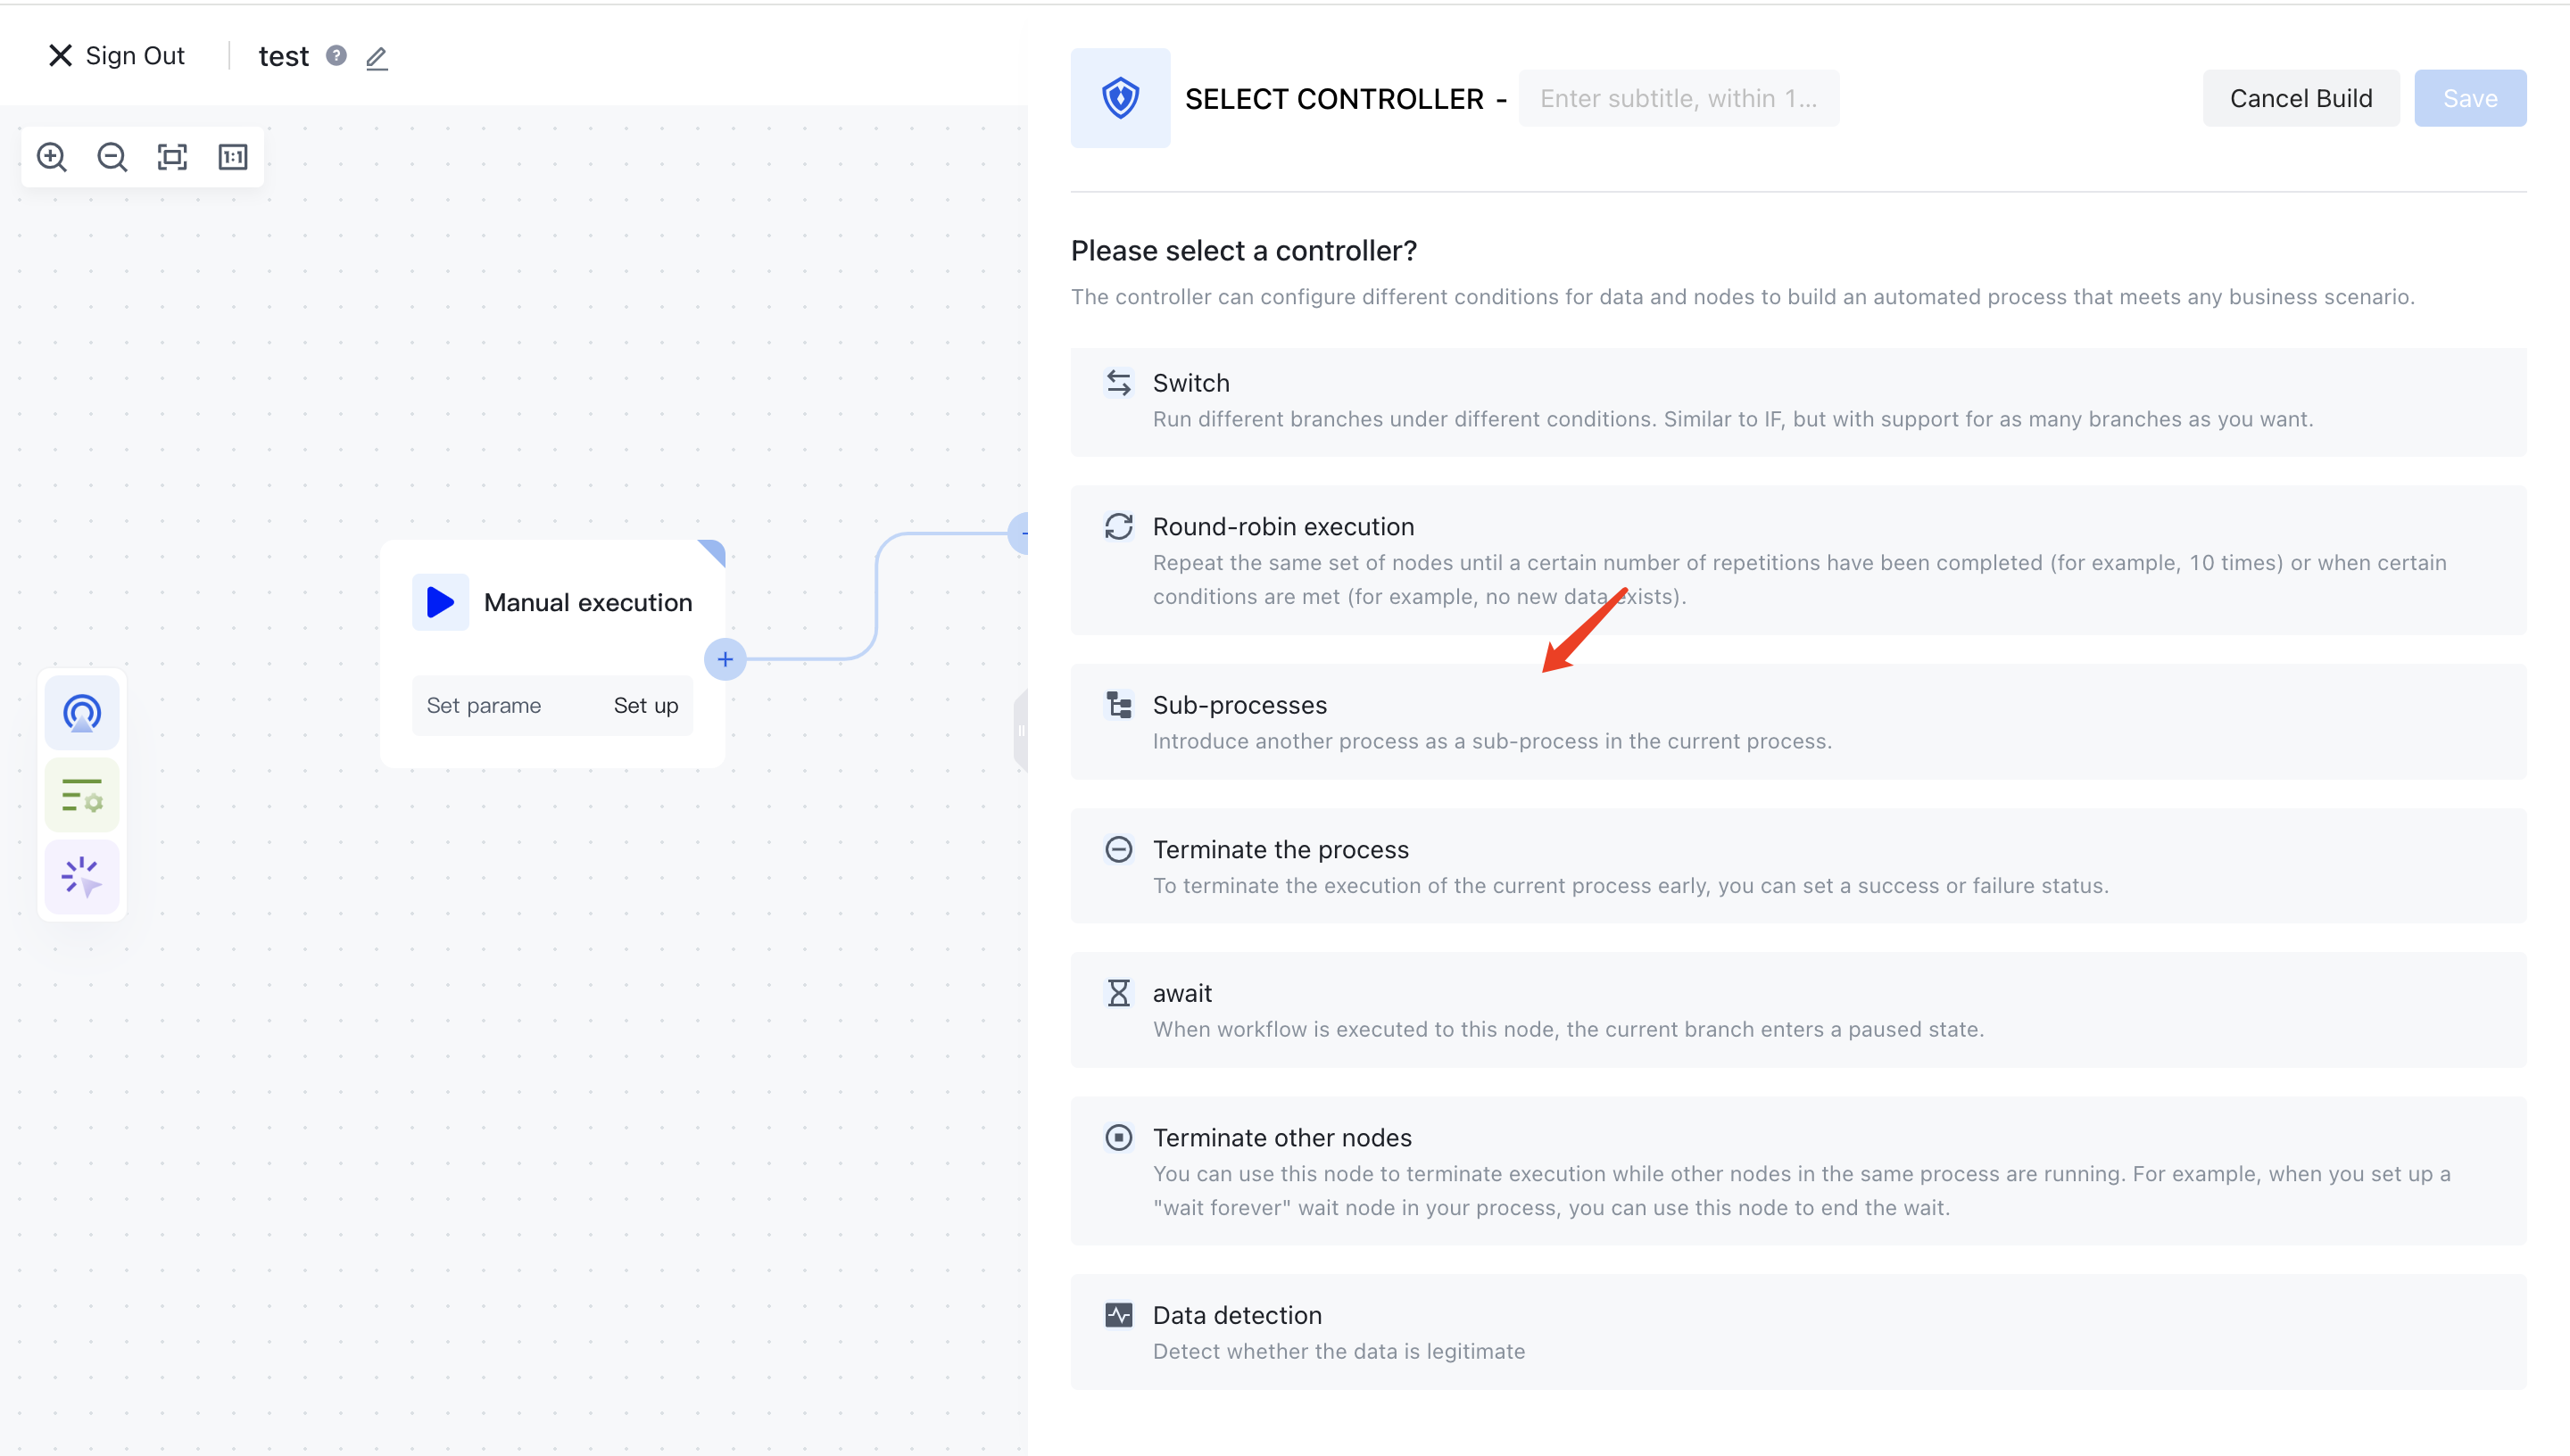 Sign Out
test
SELECT CONTROLLER -
Enter subtitle, within 1...
Cancel Build
Save
1:1
Please select a controller?
The controller can configure different conditions for data and nodes to build an automated process that meets any business scenario.
Switch
Run different branches under different conditions. Similar to IF, but with support for as many branches as you want.
Round-robin execution
Repeat the same set of nodes until a certain number of repetitions have been completed (for example, 10 times) or when certain
conditions are met (for example, no new data exists).
Manual execution
Set parame
Set up
Sub-processes
Introduce another process as a sub-process in the current process.
Terminate the process
To terminate the execution of the current process early, you can set a success or failure status.
await
When workflow is executed to this node, the current branch enters a paused state.
Terminate other nodes
You can use this node to terminate execution while other nodes in the same process are running. For example, when you set up a
"wait forever" wait node in your process, you can use this node to end the wait.
Data detection
Detect whether the data is legitimate